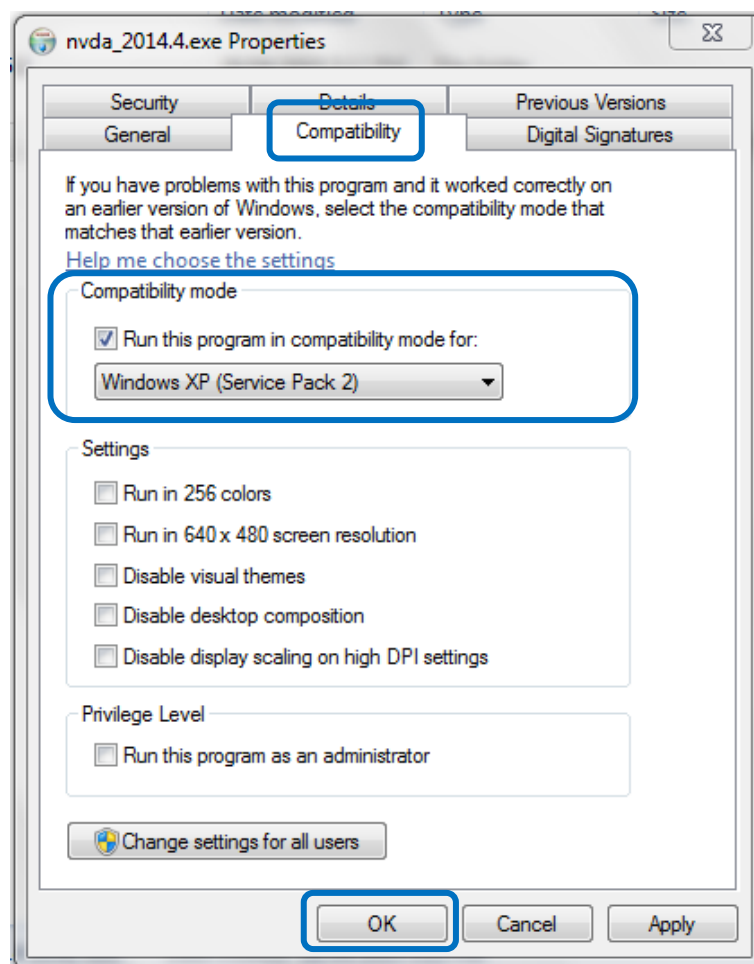 Date modified Type Size
nvda_2014.4.exe Properties
Security Details Previous Versions
General Compatibility Digital Signatures
If you have problems with this program and it worked correctly on
an earlier version of Windows, select the compatibility mode that
matches that earlier version.
Help me choose the settings
Compatibility mode
Run this program in compatibility mode for:
Windows XP (Service Pack 2)
Settings
Run in 256 colors
Run in 640 x 480 screen resolution
Disable visual themes
Disable desktop composition
Disable display scaling on high DPI settings
Privilege Level
Run this program as an administrator
Change settings for all users
OK Cancel Apply